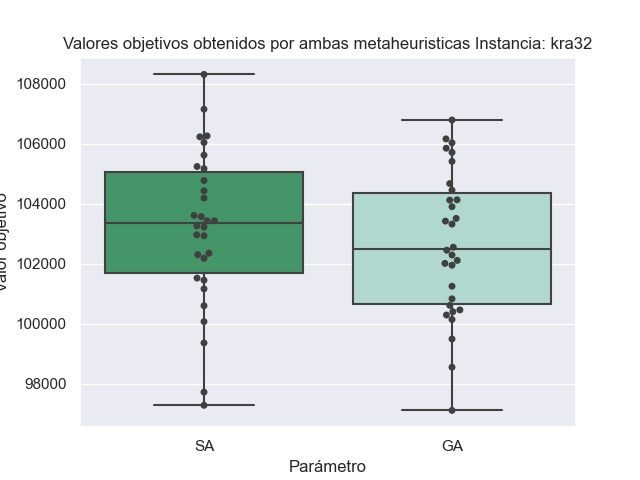 Valores objetivos obtenidos por ambas metaheuristicas Instancia: kra32
108000
106000
104000
102000
100000
98000
Valor objetivo
SA
GA
Parámetro